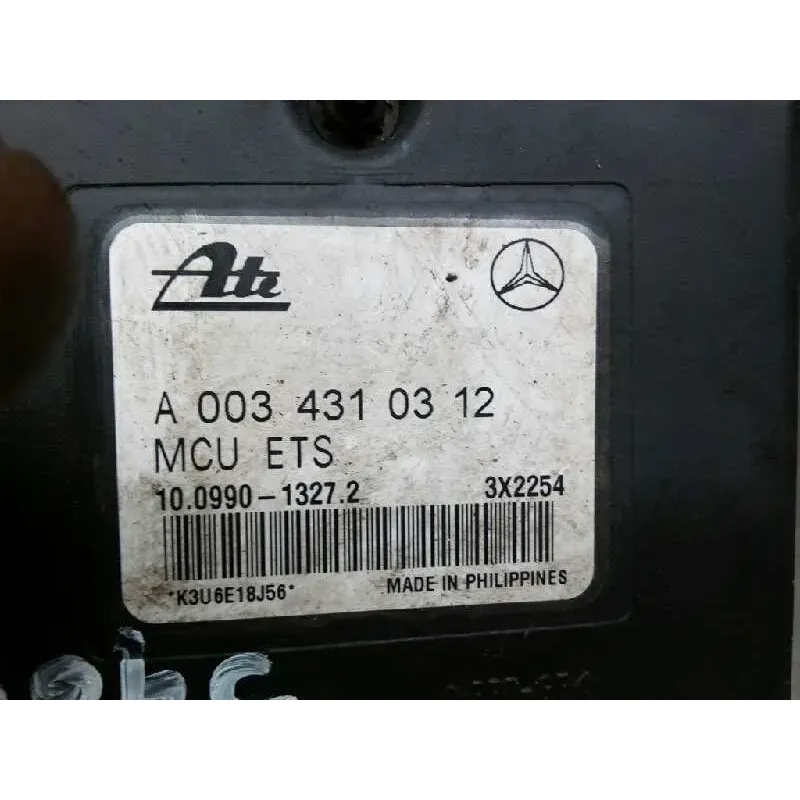 Ate
A 003 431 03 12
MCU ETS
10.0990-1327.2 3X2254
*K3U6E18J56* MADE IN PHILIPPINES